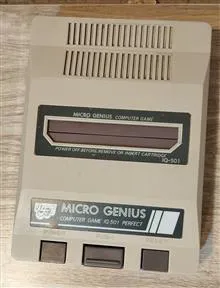 MICRO GENIUS COMPUTER GAME
POWER OFF BEFORE REMOVE OR INSERT CARTRIDGE
IQ-501
MICRO GENIUS
COMPUTER GAME IQ 501 PERFECT